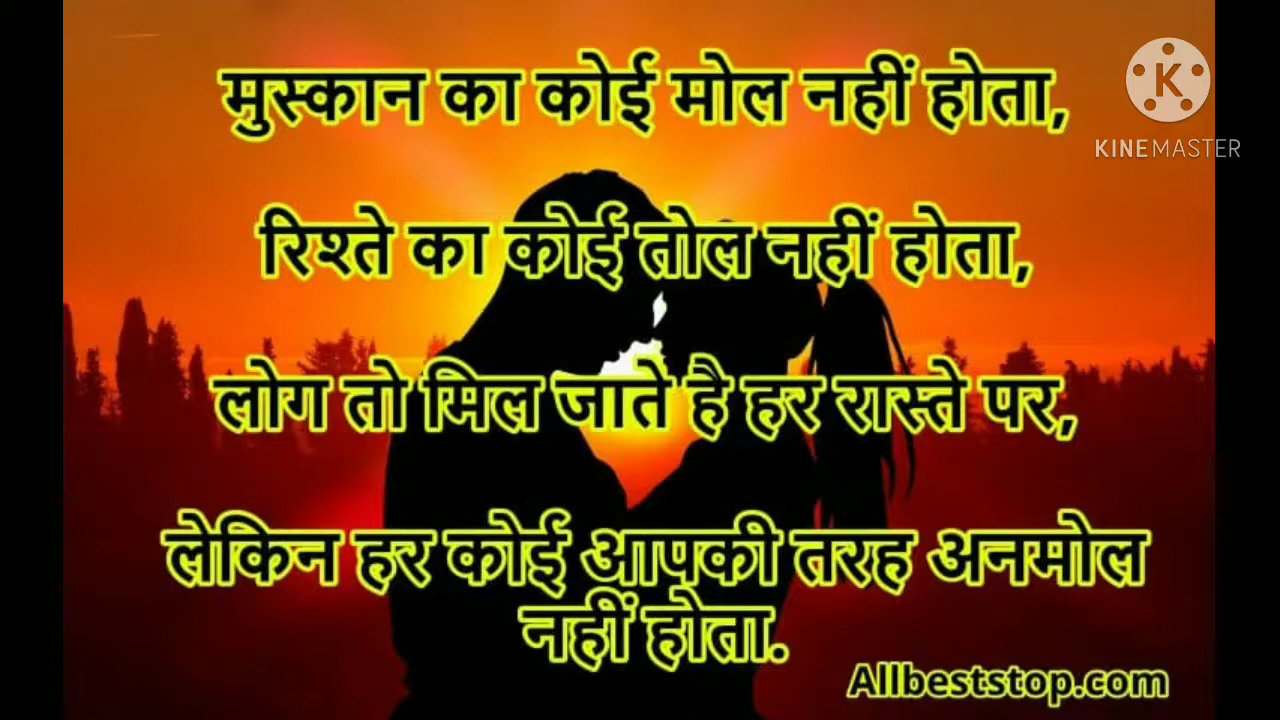 मुस्कान का कोई मोल नहीं होता,
KINEMASTER
रिश्ते का कोई तोल नहीं होता,
लोग तो मिल जाते है हर रास्ते पर,
लेकिन हर कोई आपकी तरह अनमोल
नहीं होता.
Allbeststop.com